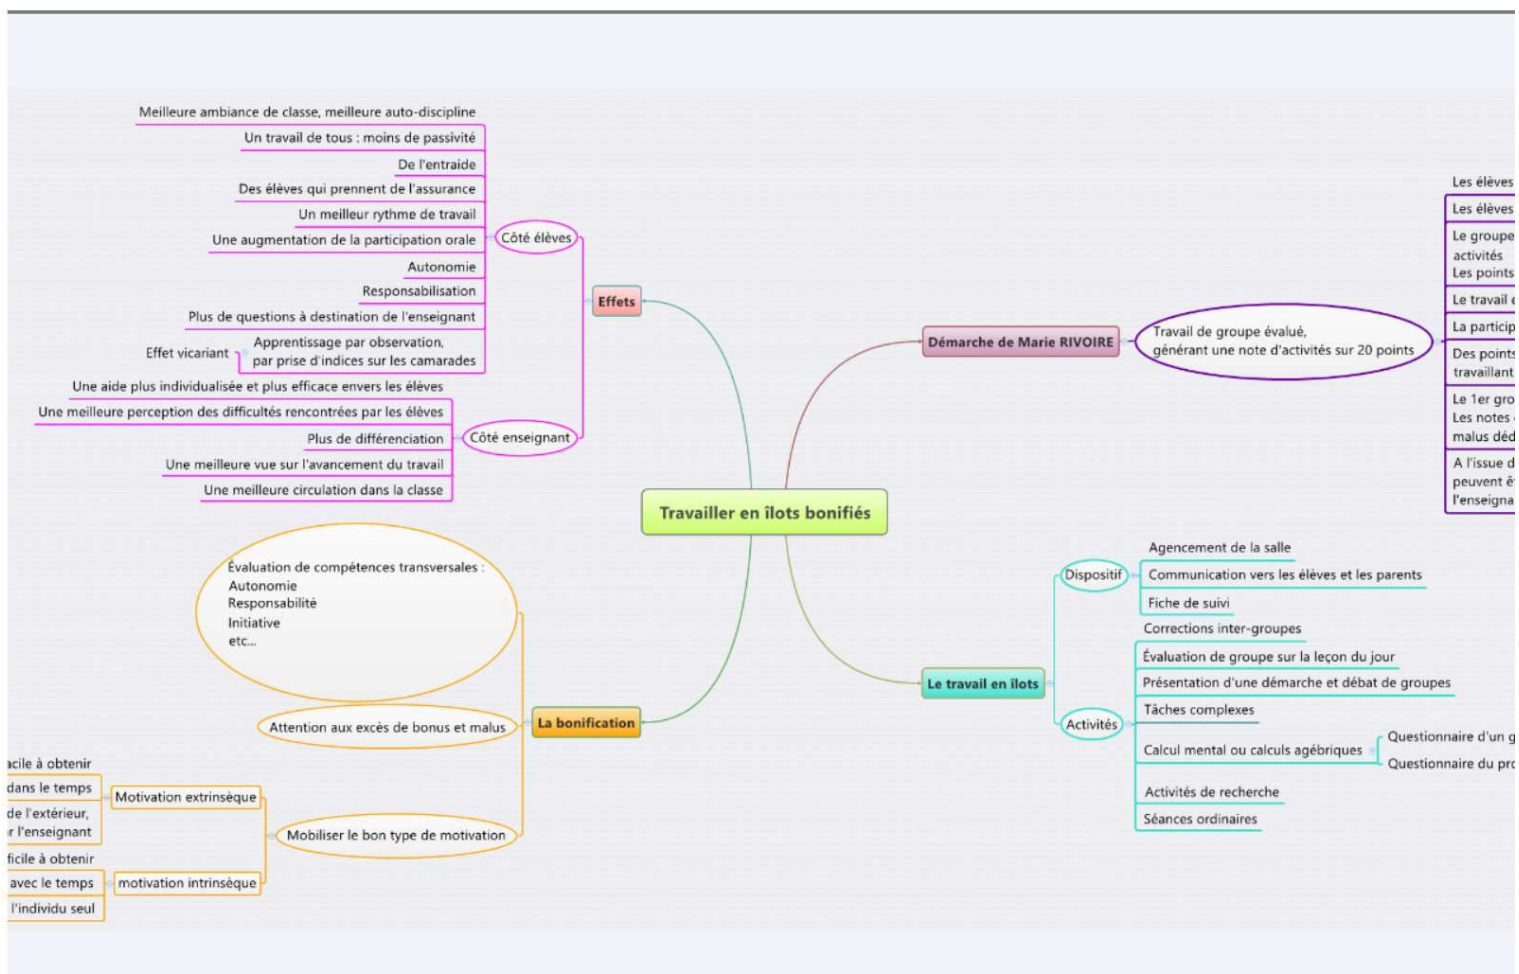 Meilleure ambiance de classe, meilleure auto-discipline
Un travail de tous : moins de passivité
De l'entraide
Des élèves qui prennent de l'assurance
Un meilleur rythme de travail
Une augmentation de la participation orale
Autonomie
Responsabilisation
Plus de questions à destination de l'enseignant
Apprentissage par observation,
par prise d'indices sur les camarades
Effet vicariant
Côté élèves
Une aide plus individualisée et plus efficace envers les élèves
Une meilleure perception des difficultés rencontrées par les élèves
Plus de différenciation
Une meilleure vue sur l'avancement du travail
Une meilleure circulation dans la classe
Côté enseignant
Effets
Travailler en îlots bonifiés
Démarche de Marie RIVOIRE
Travail de groupe évalué,
générant une note d'activités sur 20 points
Les élèves
Les élèves
Le groupe
activités
Les points
Le travail
La
Des points
travaillant
Le 1er
Les notes
malus
A l'issue
peuvent
Évaluation de compétences transversales :
Autonomie
Responsabilité
Initiative
etc...
Attention aux excès de bonus et malus
La bonification
Mobiliser le bon type de motivation
Motivation extrinsèque
à obtenir
dans le temps
de l'extérieur,
l'enseignant
motivation intrinsèque
à obtenir
avec le temps
l'individu seul
Le travail en îlots
Dispositif
Agencement de la salle
Communication vers les élèves et les parents
Fiche de suivi
Activités
Corrections inter-groupes
Évaluation de groupe sur la leçon du jour
Présentation d'une démarche et débat de groupes
Tâches complexes
Calcul mental ou calculs agébriques
Questionnaire d'un
Questionnaire du
Activités de recherche
Séances ordinaires